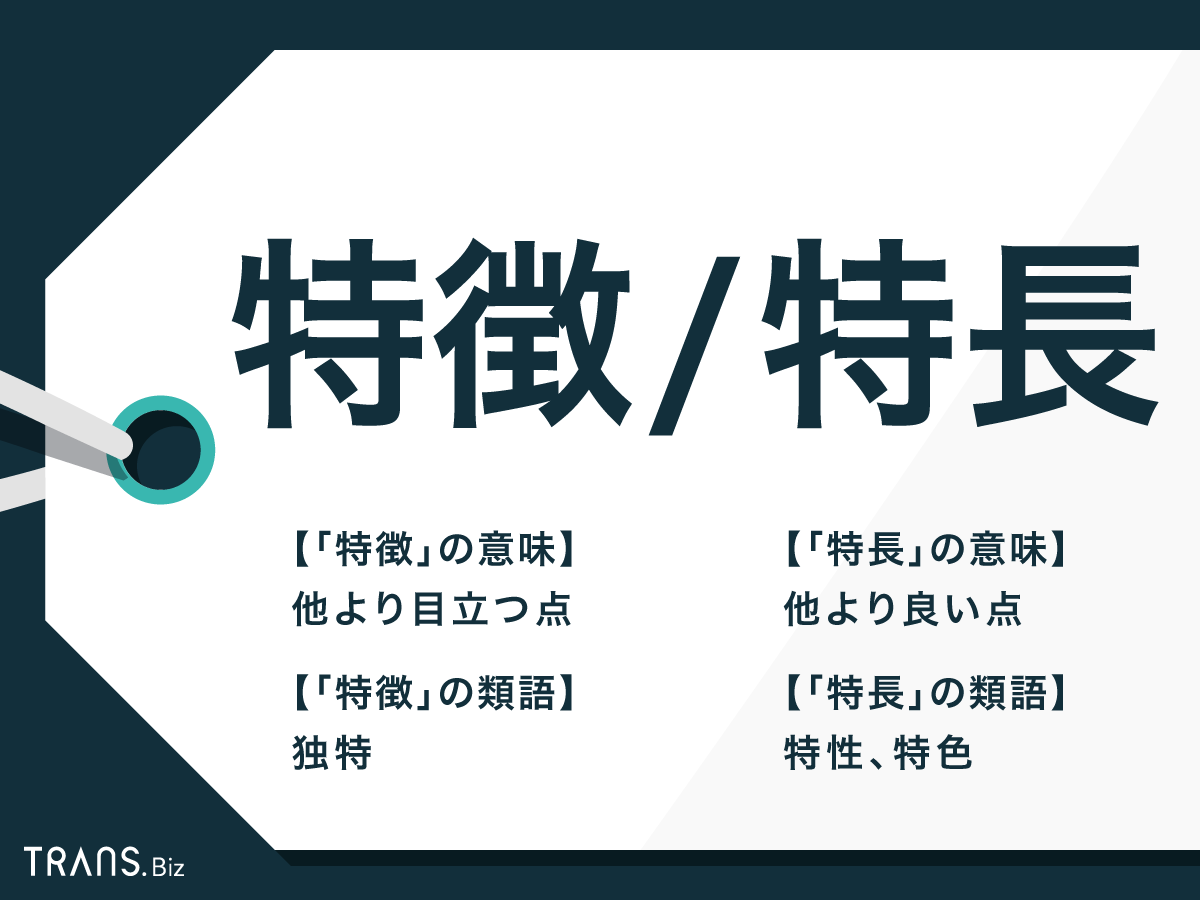 特徴/特長
【「特徴」の意味】
他より目立つ点
【「特徴」の類語】
独特
【「特長」の意味】
他より良い点
【「特長」の類語】
特性、特色
TRANS.Biz